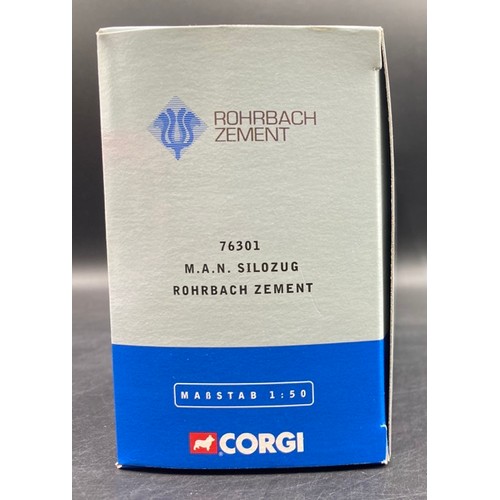 ROHRBACH
ZEMENT
76301
M.A.N. SILOZUG
ROHRBACH ZEMENT
MAßSTAB 1:50
CORGI